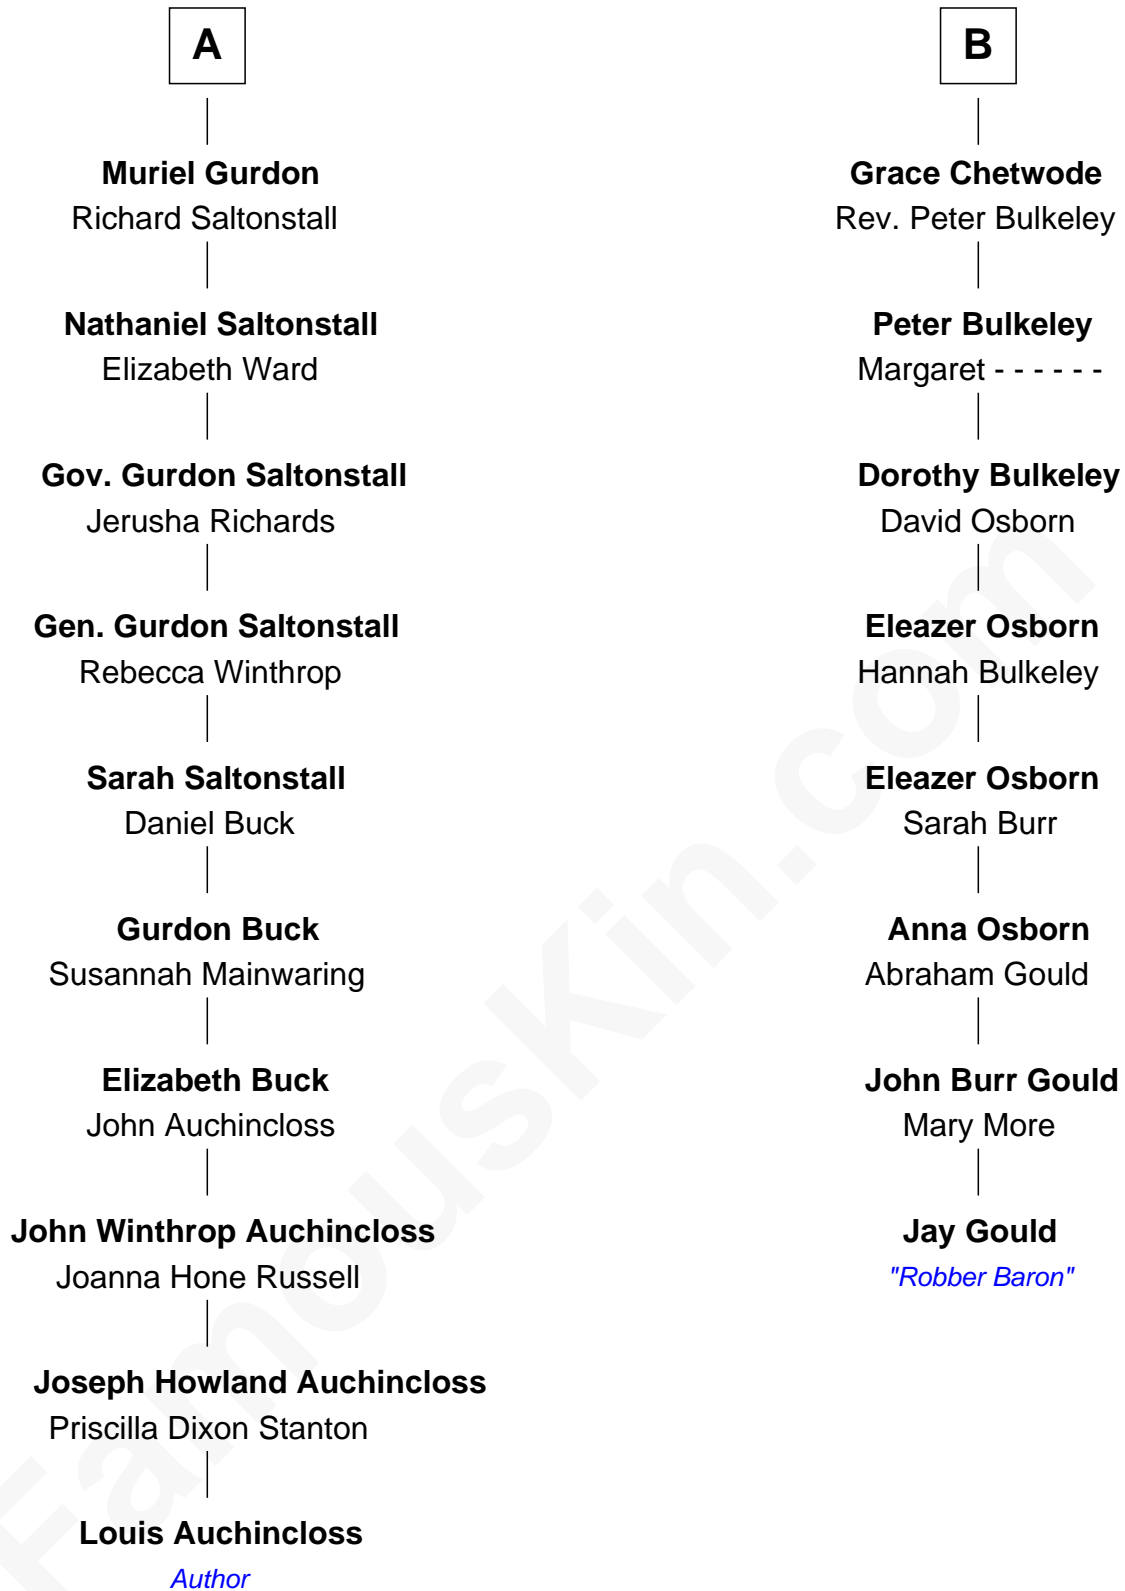 A
Muriel Gurdon
Richard Saltonstall
Nathaniel Saltonstall
Elizabeth Ward
Gov. Gurdon Saltonstall
Jerusha Richards
Gen. Gurdon Saltonstall
Rebecca Winthrop
Sarah Saltonstall
Daniel Buck
Gurdon Buck
Susannah Mainwaring
Elizabeth Buck
John Auchincloss
John Winthrop Auchincloss
Joanna Hone Russell
Joseph Howland Auchincloss
Priscilla Dixon Stanton
Louis Auchincloss
Author
B
Grace Chetwode
Rev. Peter Bulkeley
Peter Bulkeley
Margaret - - - - - -
Dorothy Bulkeley
David Osborn
Eleazer Osborn
Hannah Bulkeley
Eleazer Osborn
Sarah Burr
Anna Osborn
Abraham Gould
John Burr Gould
Mary More
Jay Gould
"Robber Baron"
FamousKin.com